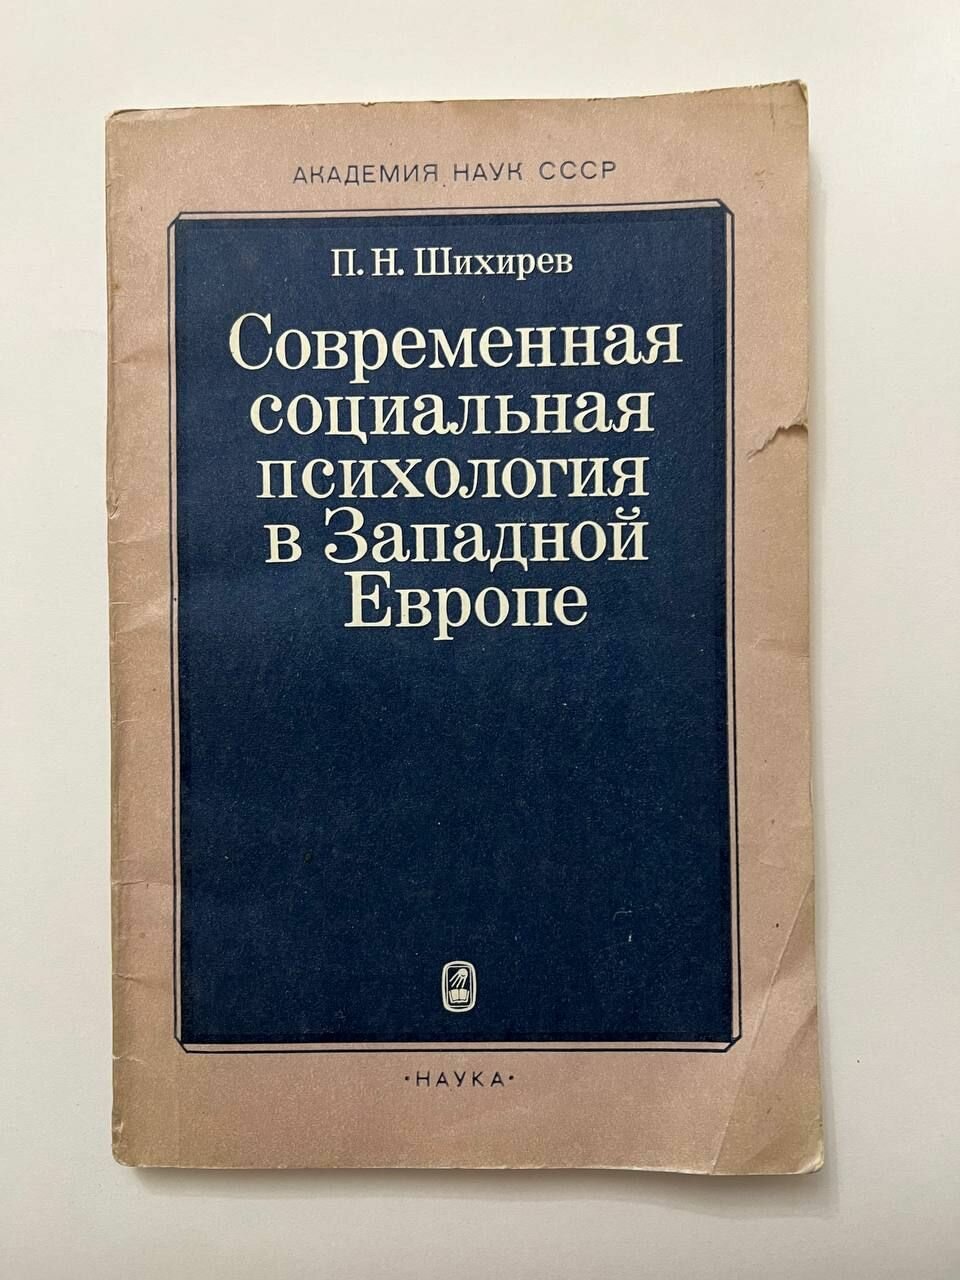 АКАДЕМИЯ НАУК СССР
П. Н. Шихирев
Современная
социальная
психология
в Западной
Европе
·НАУКА·